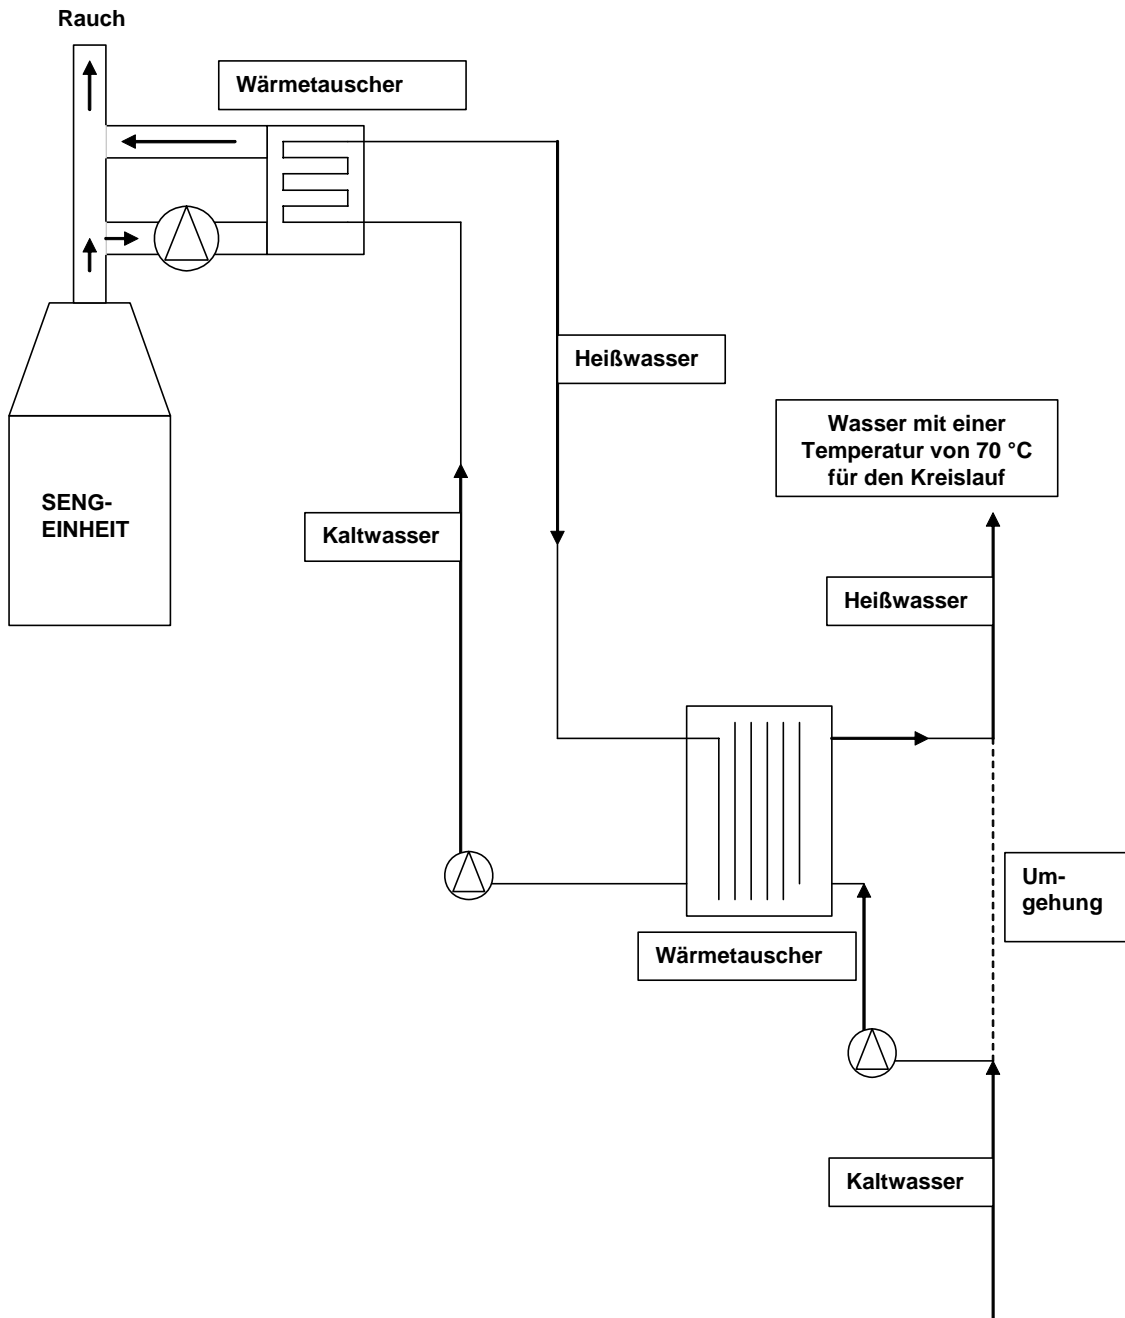 Rauch
Wärmetauscher
Heißwasser
Wasser mit einer
Temperatur von 70 °C
für den Kreislauf
SENG-
EINHEIT
Kaltwasser
Heißwasser
Um-
gehung
Wärmetauscher
Kaltwasser